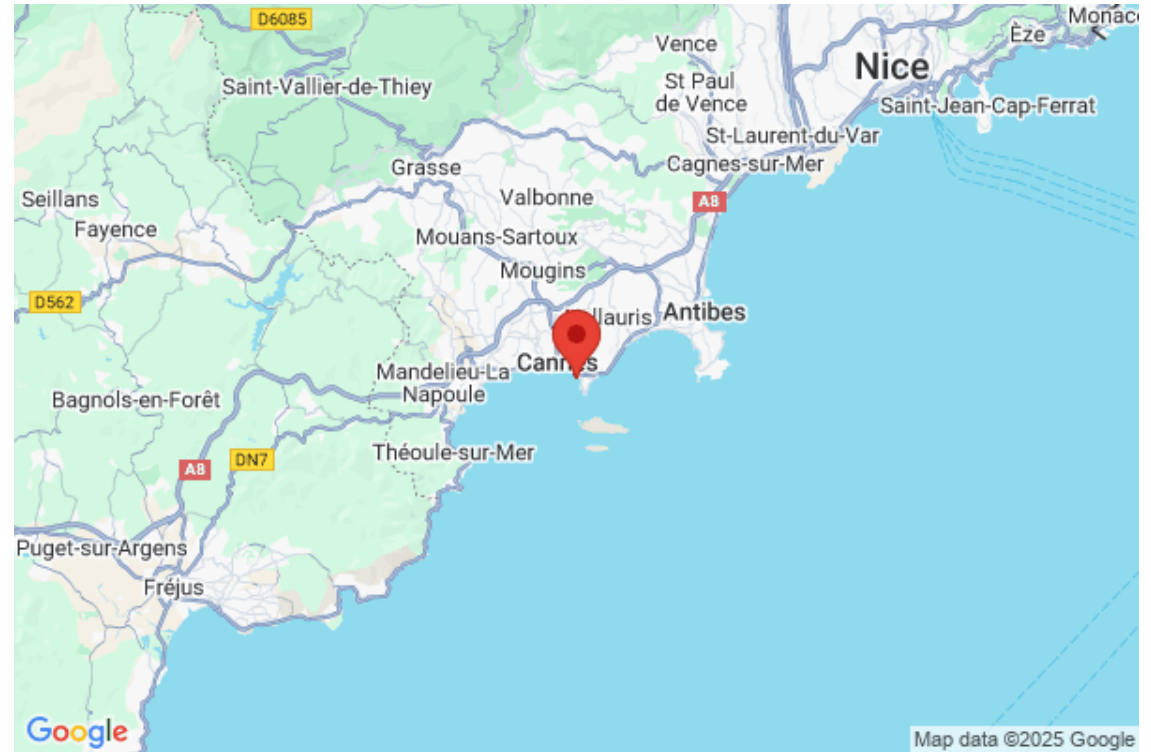 D6085
Monac
Èze
Vence
Nice
Saint-Vallier-de-Thiey
St Paul
de Vence
Saint-Jean-Cap-Ferrat
St-Laurent-du-Var
Grasse
Cagnes-sur-Mer
Seillans
Valbonne
A8
Fayence
Mouans-Sartoux
Mougins
D562
Antibes
Cannes
Mandelieu-La
Napoule
Bagnols-en-Forêt
Théoule-sur-Mer
A8
DN7
Puget-sur-Argens
Fréjus
Google
Map data ©2025 Google